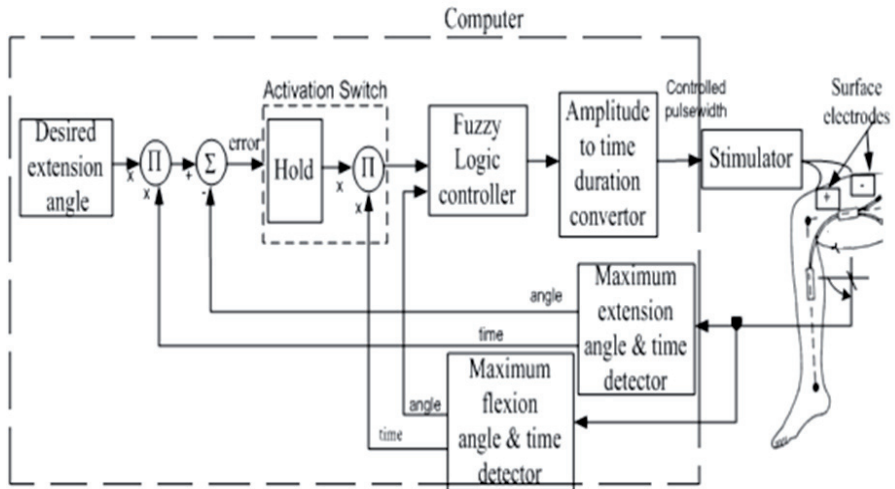 Computer
Activation Switch
Desired
extension
angle
x
Π
x
+
Σ
-
error
Hold
x
Π
x
Fuzzy
Logic
controller
Amplitude
to time
duration
convertor
Controlled
pulsewidth
Stimulator
Surface
electrodes
+
-
Maximum
extension
angle & time
detector
angle
time
Maximum
flexion
angle & time
detector
angle
time